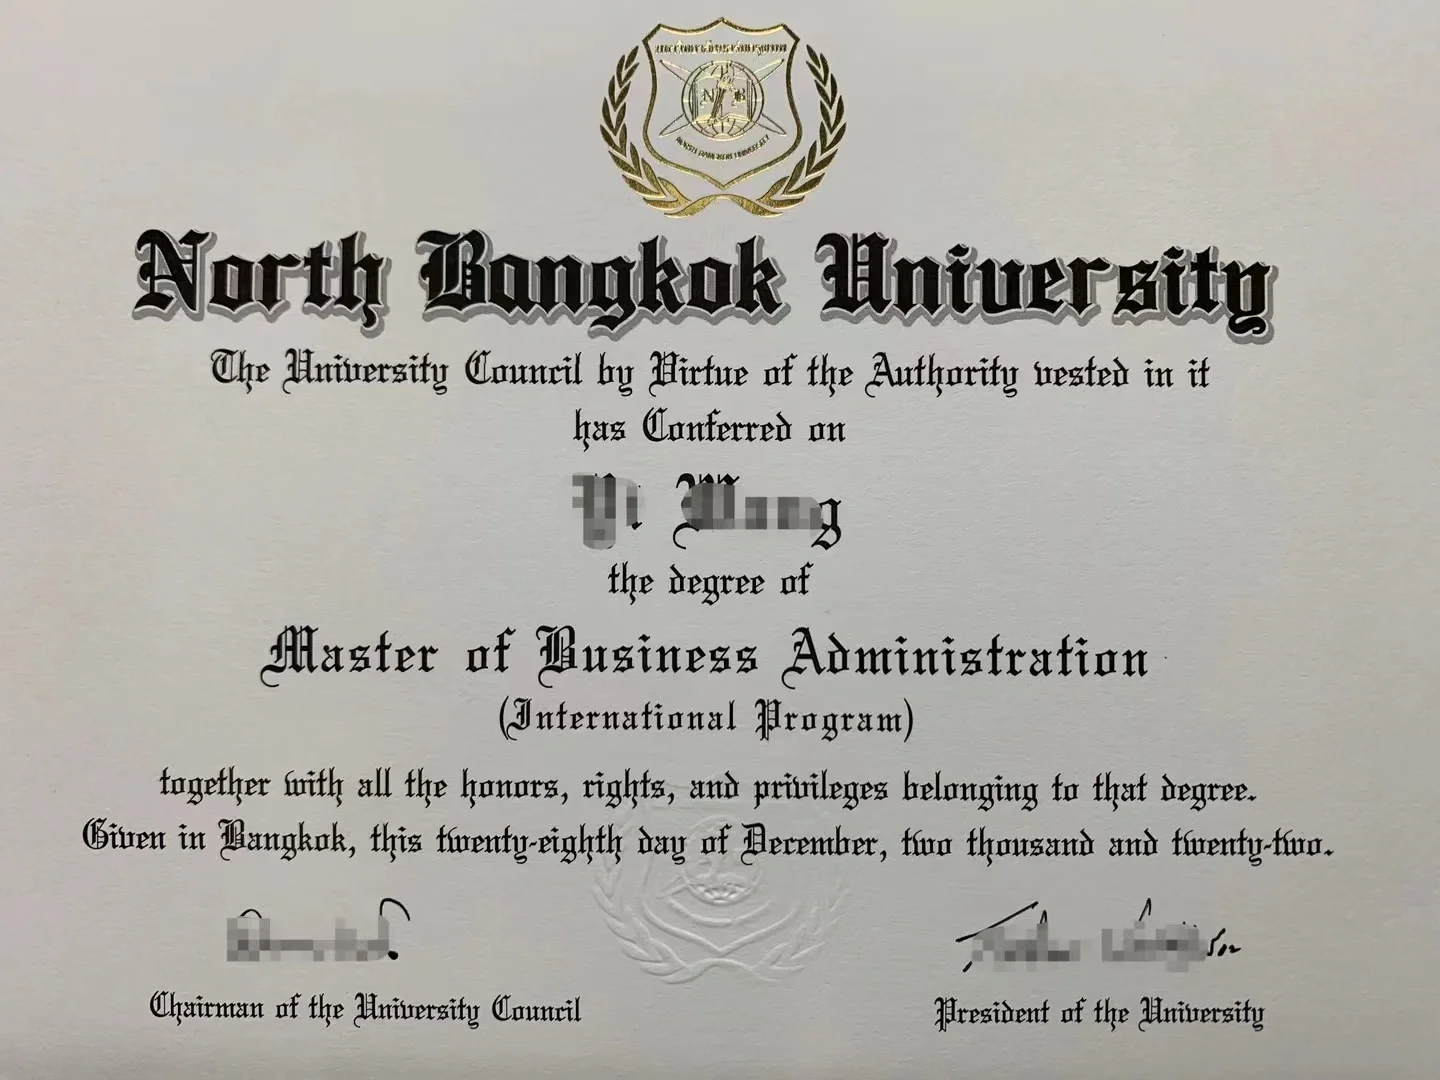 N B
NORTH BANGKOK UNIVERSITY
North Bangkok University
The University Council by Virtue of the Authority vested in it
has Conferred on
the degree of
Master of Business Administration
(International Program)
together with all the honors, rights, and privileges belonging to that degree.
Given in Bangkok, this twenty-eighth day of December, two thousand and twenty-two.
Chairman of the University Council
President of the University